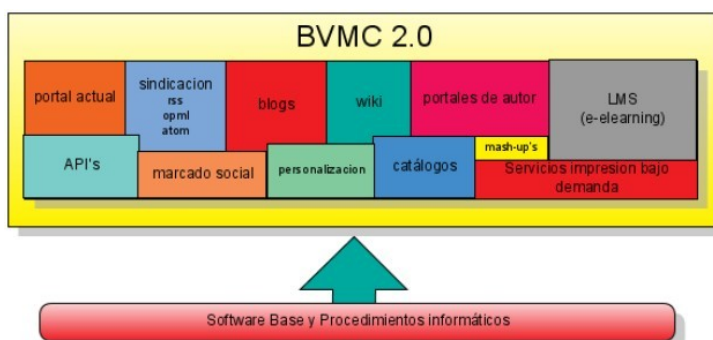 BVMC 2.0
portal actual
sindicacion
rss
opml
atom
blogs
wiki
portales de autor
LMS
(e-elearning)
API's
marcado social
personalizacion
catálogos
mash-up's
Servicios impresion bajo
demanda
Software Base y Procedimientos informáticos